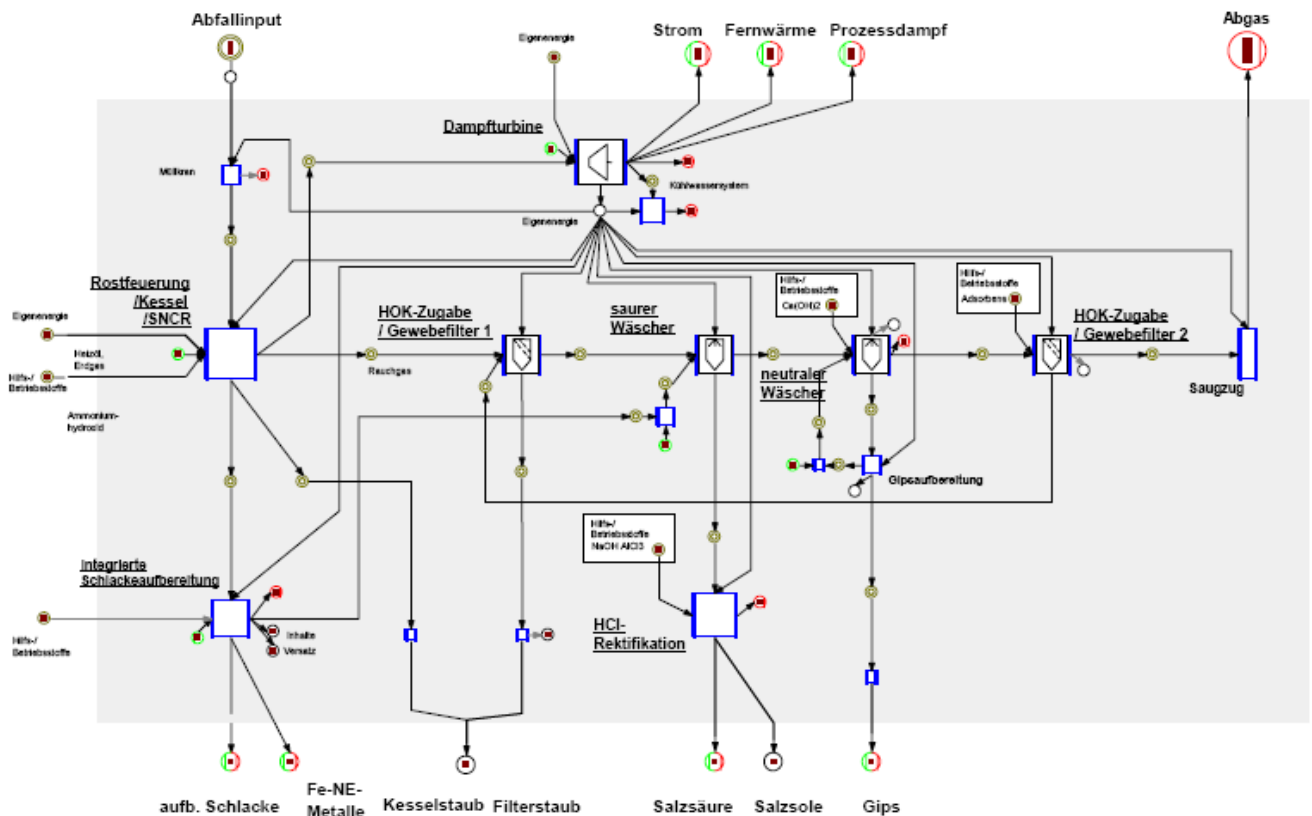 Abfallinput
Eigenenergie
Strom
Fernwärme
Prozessdampf
Abgas
Dampfturbine
Müllkran
Kühlwassersystem
Eigenenergie
Rostfeuerung
/Kessel
/SNCR
Eigenenergie
Heizöl,
Erdgas
Hilfs-/
Betriebsstoffe
Ammonium-
hydroxid
HOK-Zugabe
/ Gewebefilter 1
Rauchgas
saurer
Wäscher
Hilfs-/
Betriebsstoffe
Ca(OH)2
neutraler
Wäscher
Hilfs-/
Betriebsstoffe
Adsorbens
HOK-Zugabe
/ Gewebefilter 2
Saugzug
Gipsaufbereitung
Hilfs-/
Betriebsstoffe
NaOH AlCl3
Integrierte
Schlackeaufbereitung
Hilfs-/
Betriebsstoffe
Inhalte
Versatz
HCl-
Rektifikation
aufb. Schlacke
Fe-NE-
Metalle
Kesselstaub
Filterstaub
Salzsäure
Salzsole
Gips